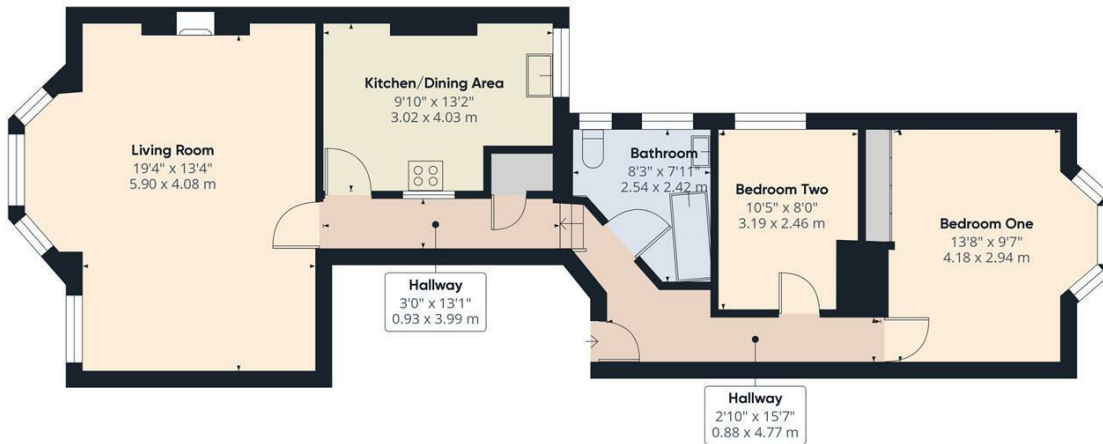 Kitchen/Dining Area
9'10" x 13'2"
3.02 x 4.03 m
Living Room
19'4" x 13'4"
5.90 x 4.08 m
Bathroom
8'3" x 7'11"
2.54 x 2.42 m
Bedroom Two
10'5" x 8'0"
3.19 x 2.46 m
Bedroom One
13'8" x 9'7"
4.18 x 2.94 m
Hallway
3'0" x 13'1"
0.93 x 3.99 m
Hallway
2'10" x 15'7"
0.88 x 4.77 m